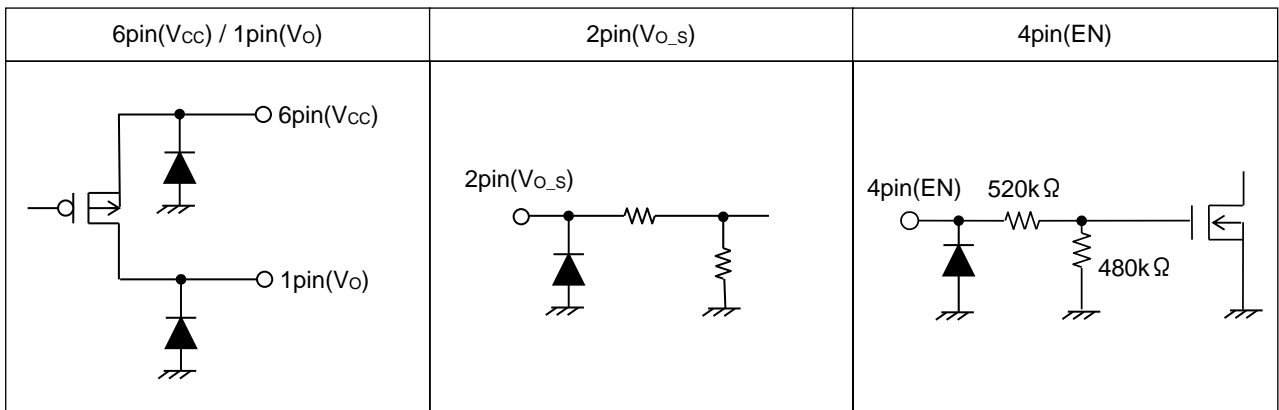 6pin(VCC) / 1pin(VO)
2pin(VO_S)
4pin(EN)
6pin(VCC)
1pin(VO)
2pin(VO_S)
4pin(EN)
520kΩ
480kΩ